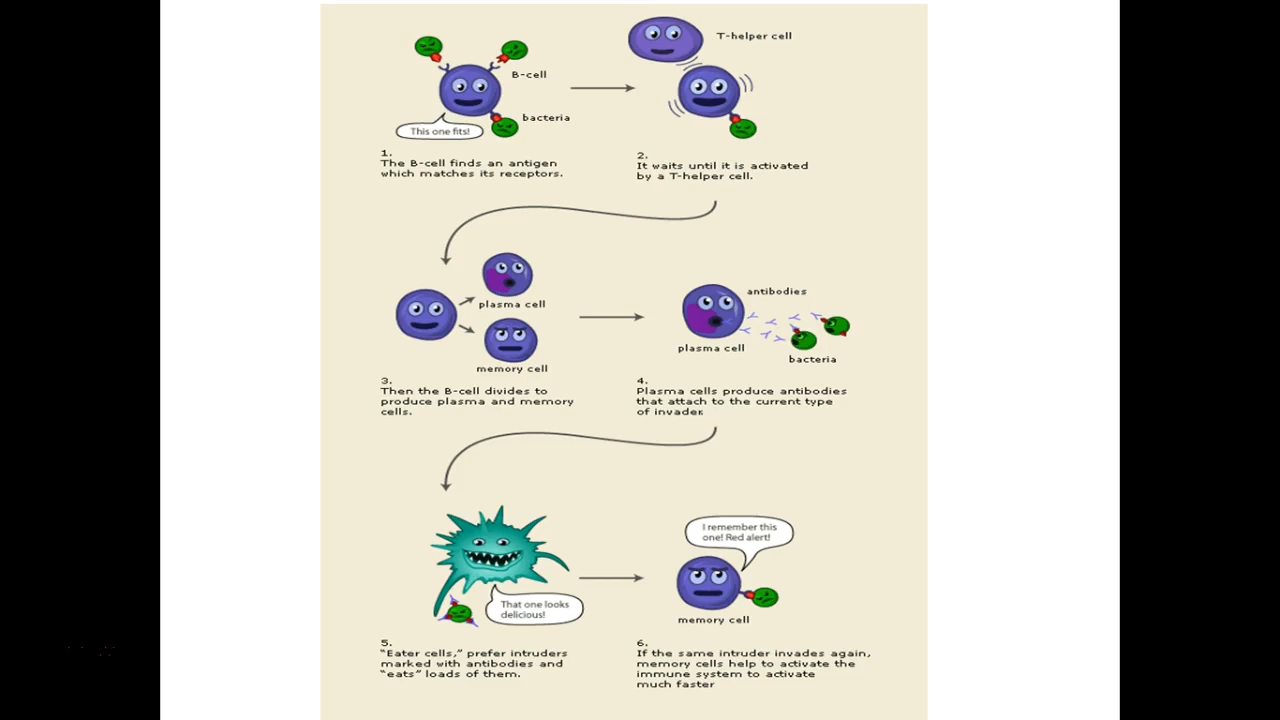 T-helper cell
B-cell
bacteria
This one fits!
1.
The B-cell finds an antigen
which matches its receptors.
2.
It waits until it is activated
by a T-helper cell.
plasma cell
memory cell
antibodies
plasma cell
bacteria
3.
Then the B-cell divides to
produce plasma and memory
cells.
4.
Plasma cells produce antibodies
that attach to the current type
of invader.
I remember this
one! Red alert!
That one looks
delicious!
memory cell
5.
“Eater cells,” prefer intruders
marked with antibodies and
“eats” loads of them.
6.
If the same intruder invades again,
memory cells help to activate the
immune system to activate
much faster